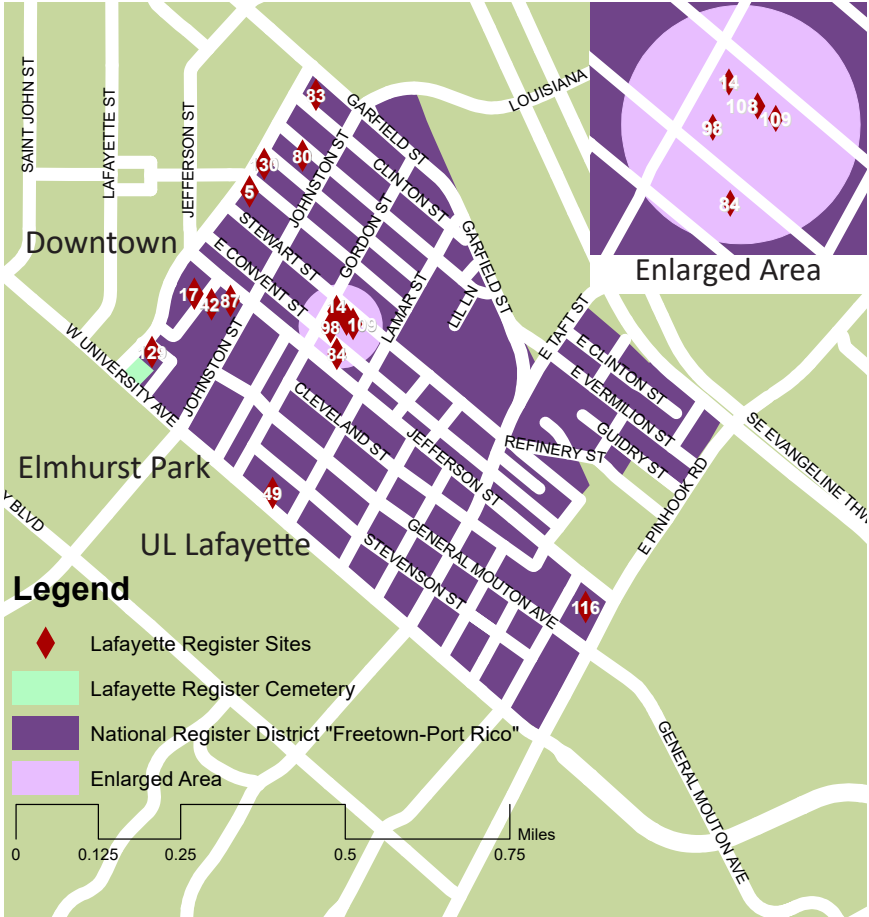 SAINT JOHN ST
LAFAYETTE ST
JEFFERSON ST
83
GARFIELD ST
LOUISIANA
14
108
109
98
84
Enlarged Area
30
80
5
JOHNSTON ST
CLINTON ST
GORDON ST
STEWART ST
E CONVENT ST
GARFIELD ST
Downtown
17
42
87
14
109
98
84
LAMAR ST
LILLN
E TAFT ST
E CLINTON ST
E VERMILION ST
GUIDRY ST
W UNIVERSITY AVE
129
JOHNSTON ST
CLEVELAND ST
JEFFERSON ST
REFINERY ST
SE EVANGELINE THW
E PINHOOK RD
Elmhurst Park
49
Y BLVD
UL Lafayette
GENERAL MOUTON AVE
STEVENSON ST
116
GENERAL MOUTON AVE
Legend
Lafayette Register Sites
Lafayette Register Cemetery
National Register District "Freetown-Port Rico"
Enlarged Area
Miles
0 0.125 0.25 0.5 0.75